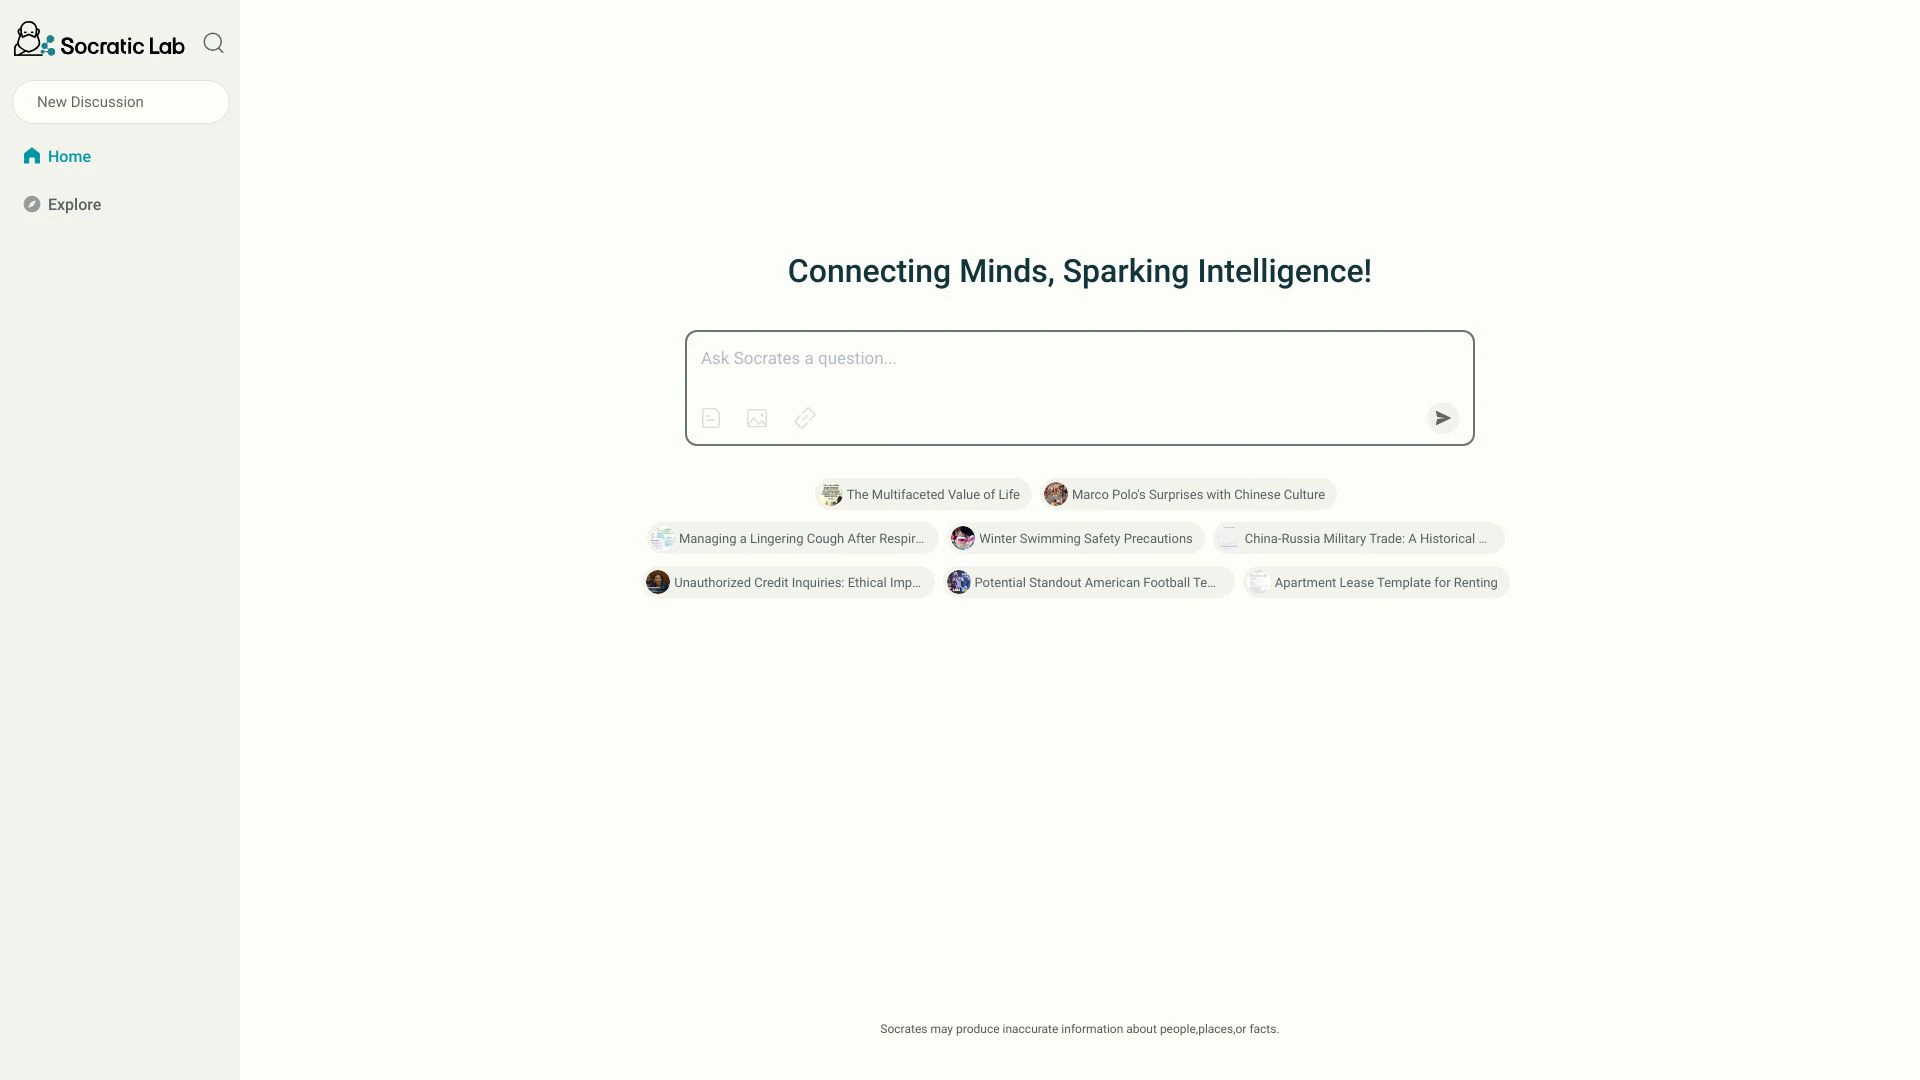 Socratic Lab
New Discussion
Home
Explore
Connecting Minds, Sparking Intelligence!
Ask Socrates a question...
The Multifaceted Value of Life
Marco Polo's Surprises with Chinese Culture
Managing a Lingering Cough After Respir...
Winter Swimming Safety Precautions
China-Russia Military Trade: A Historical ...
Unauthorized Credit Inquiries: Ethical Imp...
Potential Standout American Football Te...
Apartment Lease Template for Renting
Socrates may produce inaccurate information about people,places,or facts.